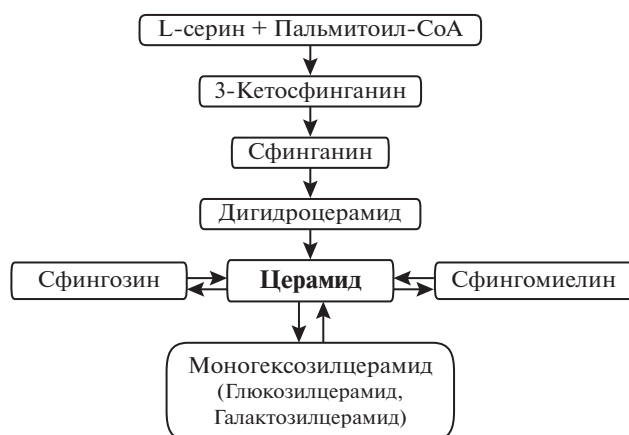 L-серин + Пальмитоил-CoA
3-Кетосфинганин
Сфинганин
Дигидроцерамид
Сфингозин
Церамид
Сфингомиелин
Моногексозилцерамид
(Глюкозилцерамид,
Галактозилцерамид)